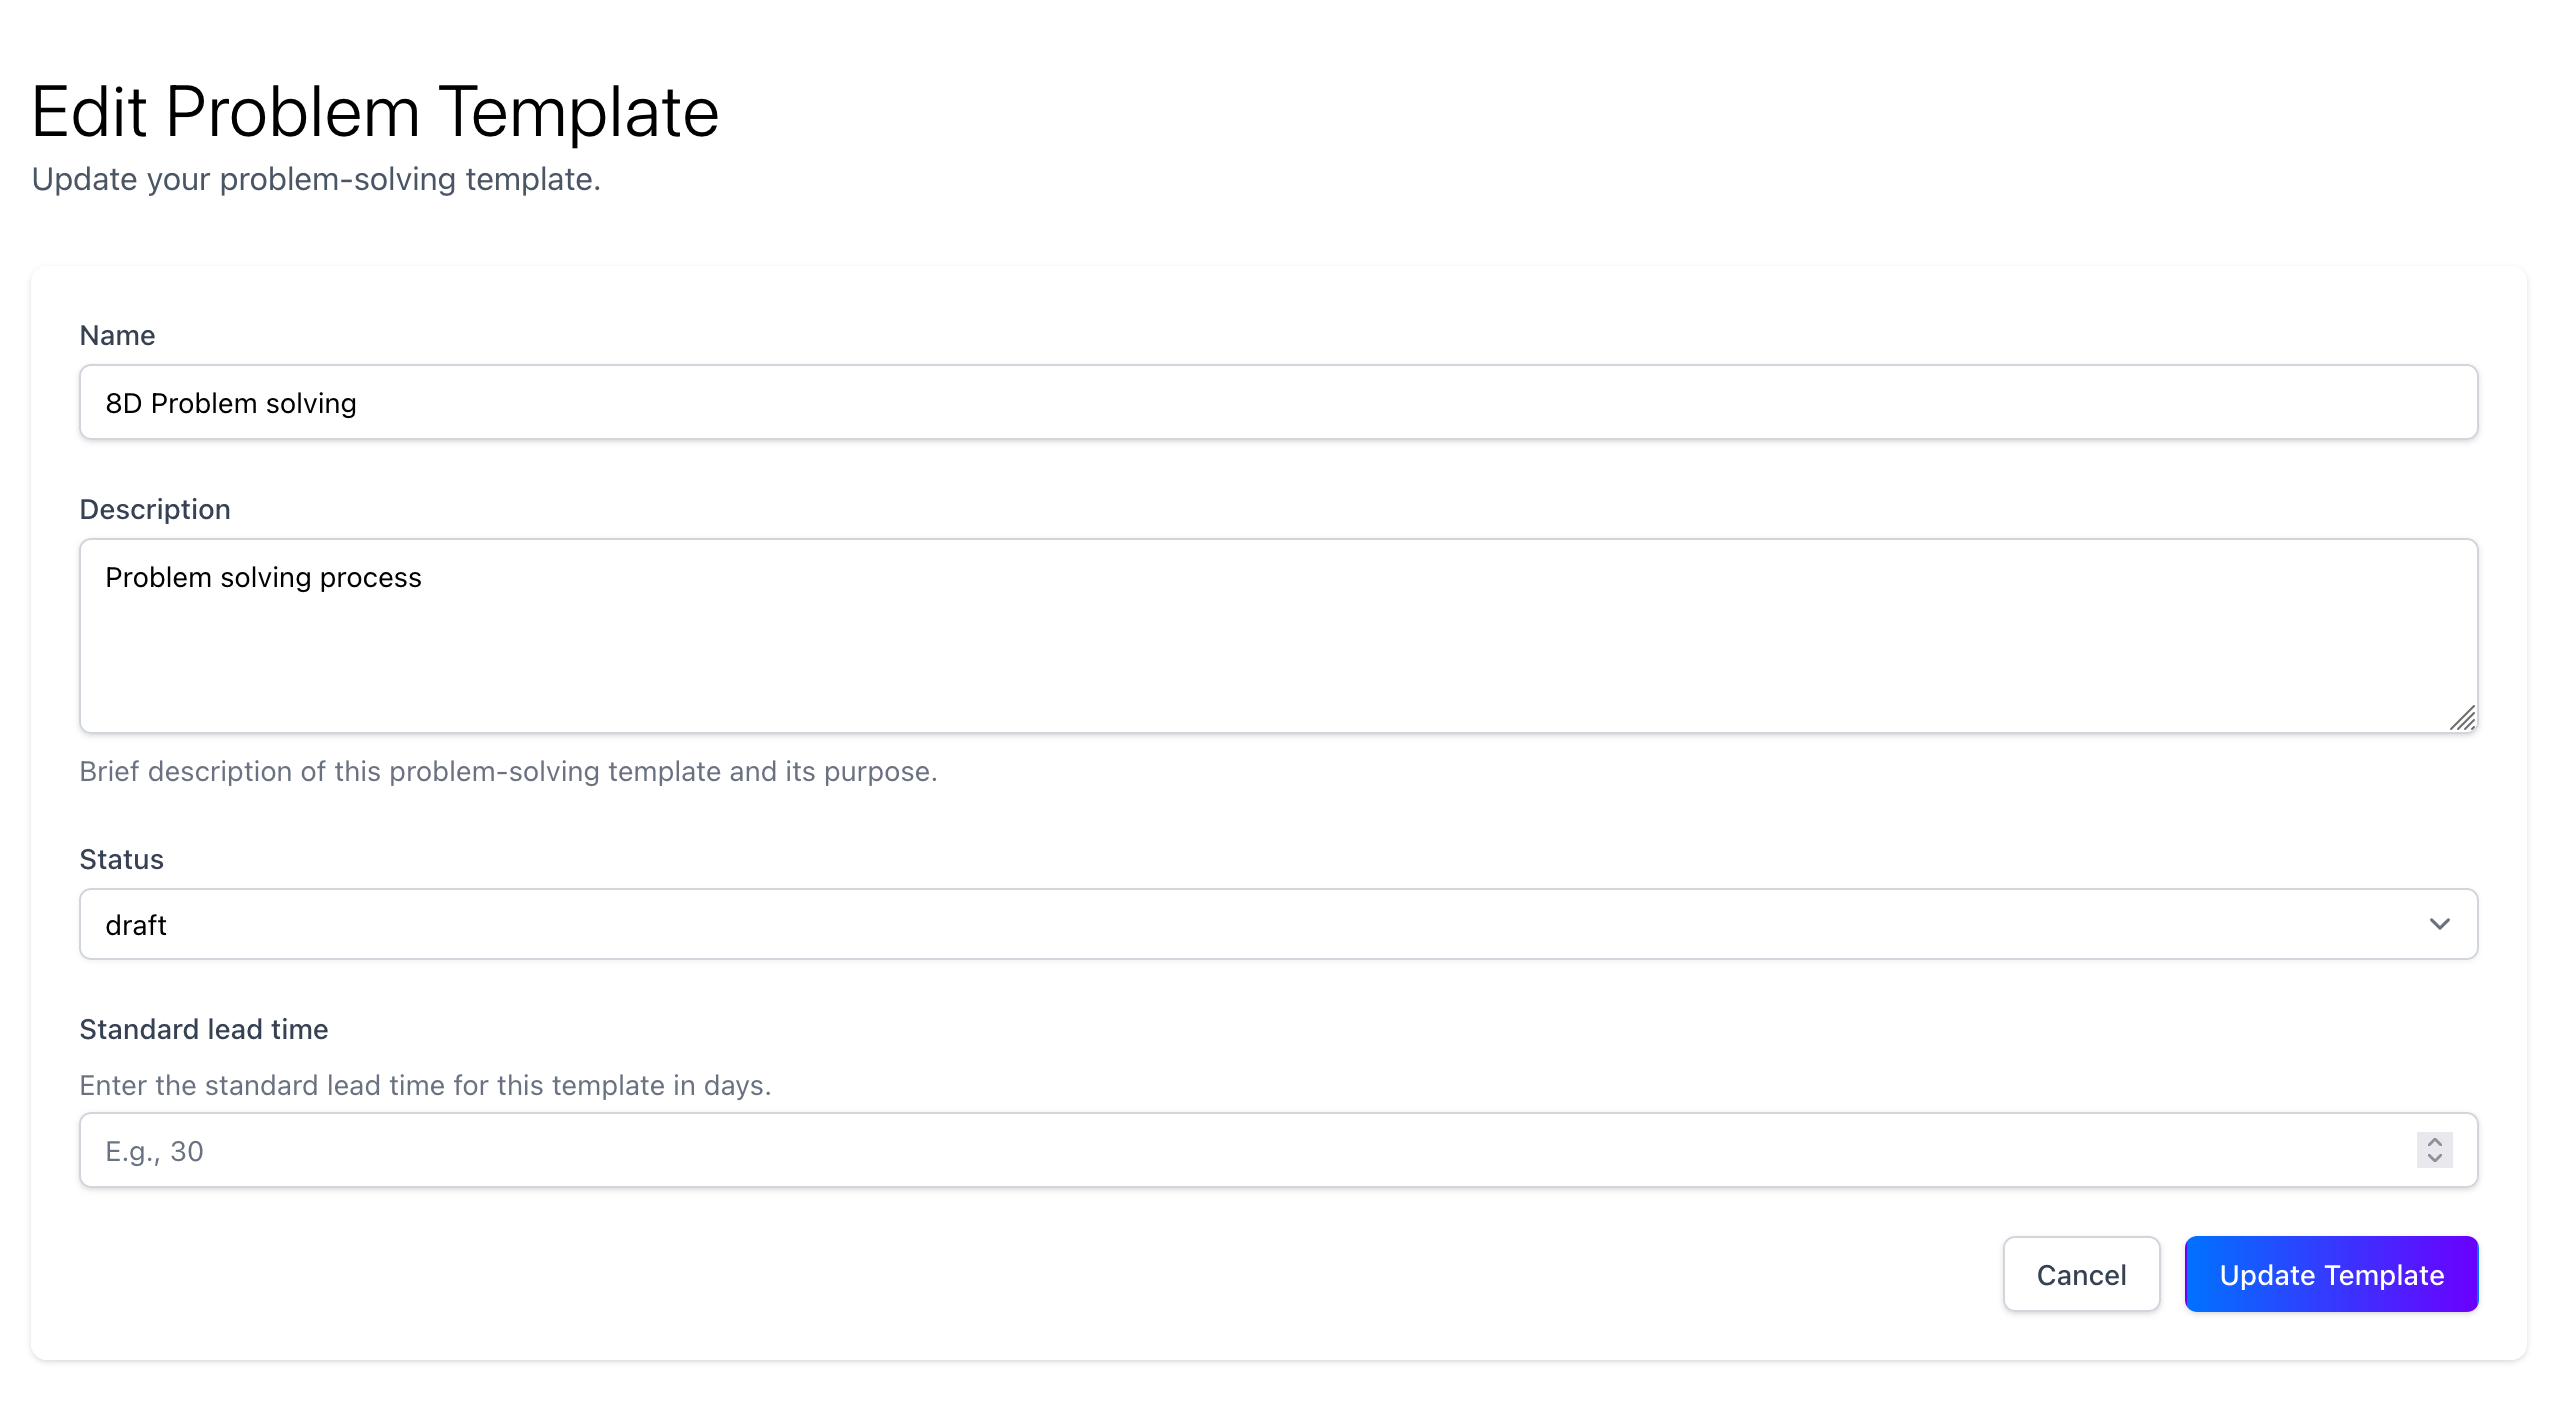 Edit Problem Template
Update your problem-solving template.
Name
8D Problem solving
Description
Problem solving process
Brief description of this problem-solving template and its purpose.
Status
draft
Standard lead time
Enter the standard lead time for this template in days.
E.g., 30
Cancel
Update Template